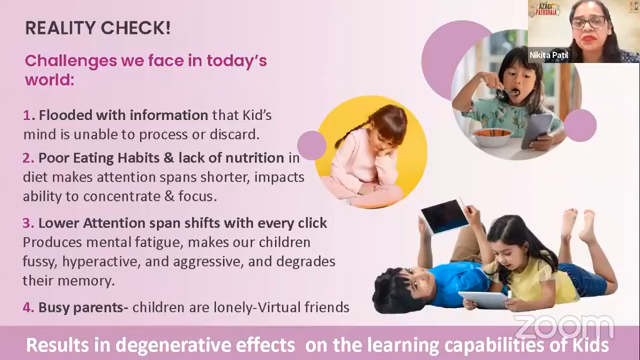 REALITY CHECK!
Challenges we face in today's
world:
1. Flooded with information that Kid's
mind is unable to process or discard.
2. Poor Eating Habits & lack of nutrition in
diet makes attention spans shorter, impacts
ability to concentrate & focus.
3. Lower Attention span shifts with every click
Produces mental fatigue, makes our children
fussy, hyperactive, and aggressive, and degrades
their memory.
4. Busy parents- children are lonely-Virtual friends
Results in degenerative effects on the learning capabilities of Kids
Nikita Patil
zoom